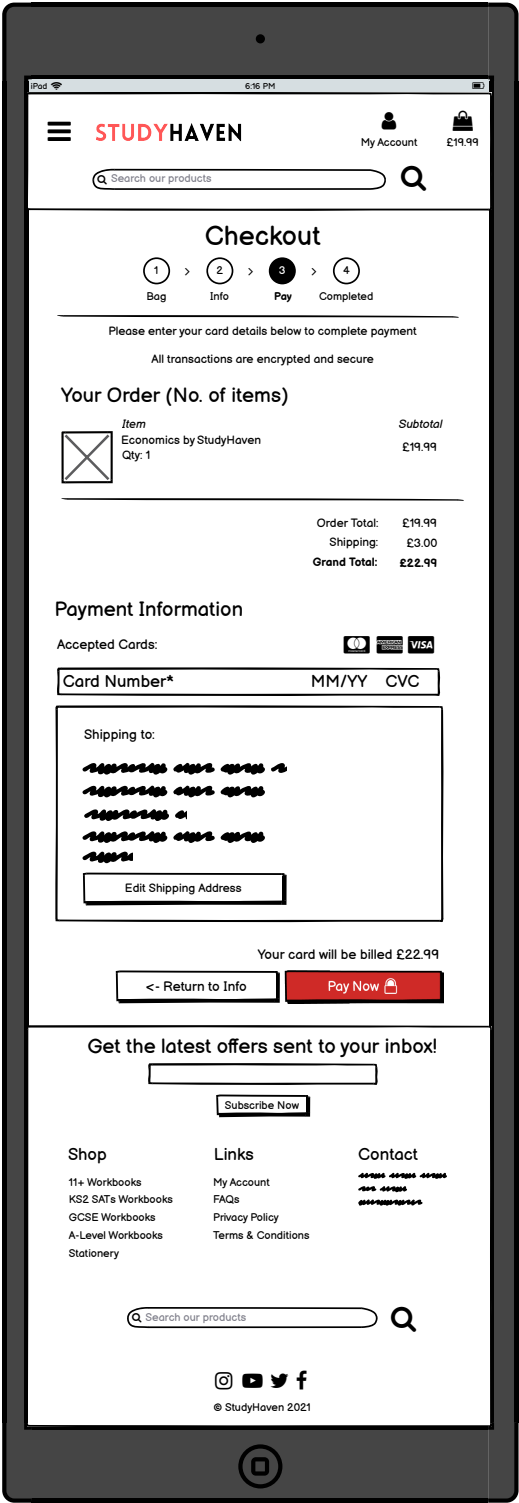 iPad 6:16 PM
STUDYHAVEN
My Account £19.99
Search our products
Checkout
1 > 2 > 3 > 4
Bag Info Pay Completed
Please enter your card details below to complete payment
All transactions are encrypted and secure
Your Order (No. of items)
Item Subtotal
Economics by StudyHaven £19.99
Qty: 1
Order Total: £19.99
Shipping: £3.00
Grand Total: £22.99
Payment Information
Accepted Cards: AMERICAN EXPRESS VISA
Card Number* MM/YY CVC
Shipping to:
Edit Shipping Address
Your card will be billed £22.99
<- Return to Info Pay Now
Get the latest offers sent to your inbox!
Subscribe Now
Shop Links Contact
11+ Workbooks My Account
KS2 SATs Workbooks FAQs
GCSE Workbooks Privacy Policy
A-Level Workbooks Terms & Conditions
Stationery
Search our products
© StudyHaven 2021